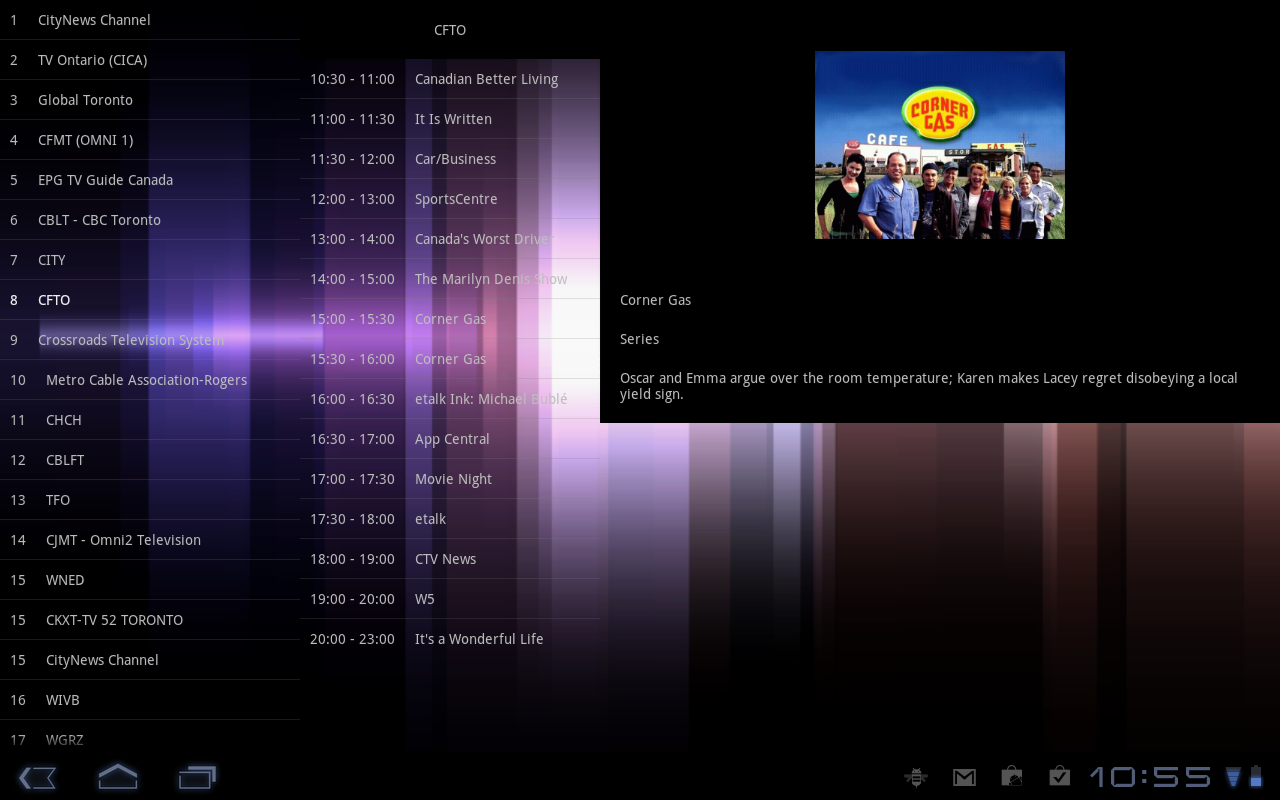 1 CityNews Channel
2 TV Ontario (CICA)
3 Global Toronto
4 CFMT (OMNI 1)
5 EPG TV Guide Canada
6 CBLT - CBC Toronto
7 CITY
8 CFTO
9 Crossroads Television System
10 Metro Cable Association-Rogers
11 CHCH
12 CBLFT
13 TFO
14 CJMT - Omni2 Television
15 WNED
15 CKXT-TV 52 TORONTO
15 CityNews Channel
16 WIVB
17 WGRZ
CFTO
10:30 - 11:00 Canadian Better Living
11:00 - 11:30 It Is Written
11:30 - 12:00 Car/Business
12:00 - 13:00 SportsCentre
13:00 - 14:00 Canada's Worst Driver
14:00 - 15:00 The Marilyn Denis Show
15:00 - 15:30 Corner Gas
15:30 - 16:00 Corner Gas
16:00 - 16:30 etalk Ink: Michael Bublé
16:30 - 17:00 App Central
17:00 - 17:30 Movie Night
17:30 - 18:00 etalk
18:00 - 19:00 CTV News
19:00 - 20:00 W5
20:00 - 23:00 It's a Wonderful Life
CORNER
GAS
CAFE
GAS
Corner Gas
Series
Oscar and Emma argue over the room temperature; Karen makes Lacey regret disobeying a local
yield sign.
10:55